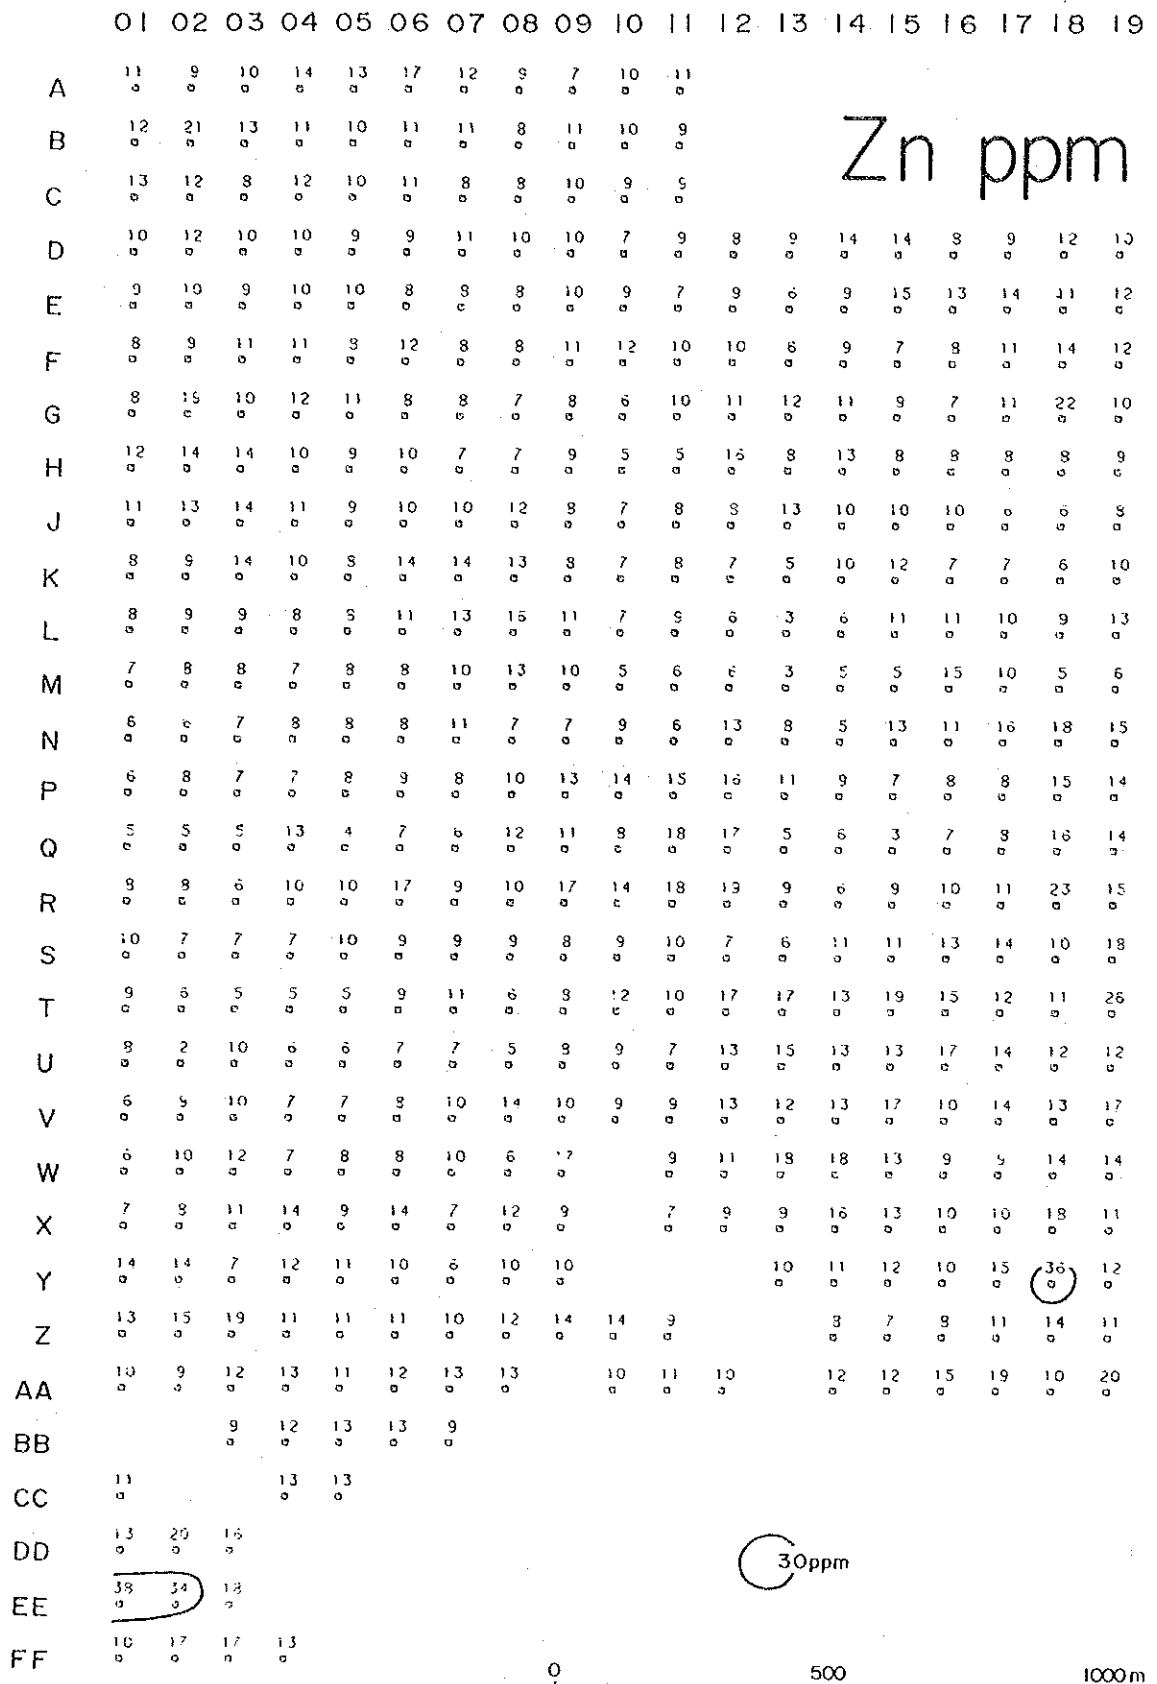 01 02 03 04 05 06 07 08 09 10 11 12 13 14 15 16 17 18 19
A 11 9 10 14 13 17 12 9 7 10 11
Zn ppm
B 12 21 13 11 10 11 11 8 11 10 9
C 13 12 8 12 10 11 8 8 10 9 9
D 10 12 10 10 9 9 11 10 10 7 9 8 9 14 14 8 9 12 10
E 9 10 9 10 10 8 8 8 10 9 7 9 6 9 15 13 14 11 12
F 8 9 11 11 8 12 8 8 11 12 10 10 6 9 7 8 11 14 12
G 8 15 10 12 11 8 8 7 8 6 10 11 12 11 9 7 11 22 10
H 12 14 14 10 9 10 7 7 9 5 5 16 8 13 8 8 8 8 9
J 11 13 14 11 9 10 10 12 8 7 8 8 13 10 10 10 6 6 8
K 8 9 14 10 8 14 14 13 8 7 8 7 5 10 12 7 7 6 10
L 8 9 9 8 11 13 15 11 7 9 6 3 6 11 11 10 9 13
M 7 8 8 7 8 8 10 13 10 5 6 6 3 5 5 15 10 5 6
N 6 6 7 8 8 8 11 7 7 9 6 13 8 5 13 11 16 18 15
P 6 8 7 7 8 9 8 10 13 14 15 16 11 9 7 8 8 15 14
Q 5 5 5 13 4 7 6 12 11 8 18 17 5 6 3 7 8 16 14
R 8 8 6 10 10 17 9 10 17 14 18 19 9 6 9 10 11 23 15
S 10 7 7 7 10 9 9 9 8 9 10 7 6 11 11 13 14 10 18
T 9 6 5 5 5 9 11 6 8 12 10 17 17 13 19 15 12 11 26
U 8 2 10 6 6 7 7 5 8 9 7 13 15 13 13 17 14 12 12
V 6 9 10 7 7 8 10 14 10 9 9 13 12 13 17 10 14 13 17
W 6 10 12 7 8 8 10 6 9 11 18 18 13 9 9 14 14
X 7 8 11 14 9 14 7 12 9 7 9 9 16 13 10 10 18 11
Y 14 14 7 12 11 10 6 10 10 10 11 12 10 15 36 12
Z 13 15 19 11 11 11 10 12 14 14 9 8 7 8 11 14 11
AA 10 9 12 13 11 12 13 13 10 11 10 12 12 15 19 10 20
BB 9 12 13 13 9
CC 11 13 13
DD 13 20 16
30ppm
EE 38 34 18
FF 10 17 17 13
0 500 1000m